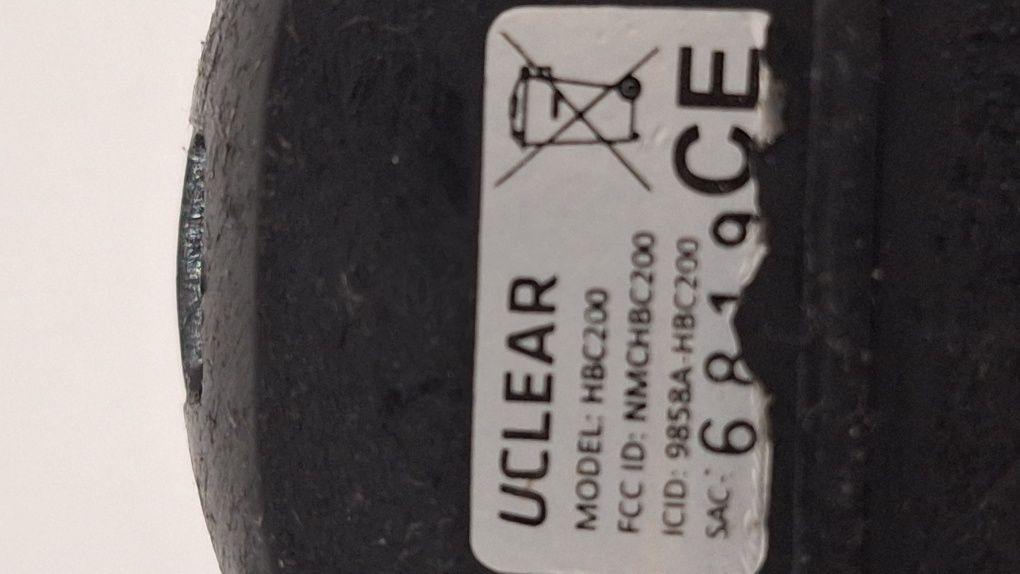 UCLEAR
MODEL: HBC200
FCC ID: NMCHBC200
ICID: 9858A-HBC200
SAC-: 6 8 1 9
CE